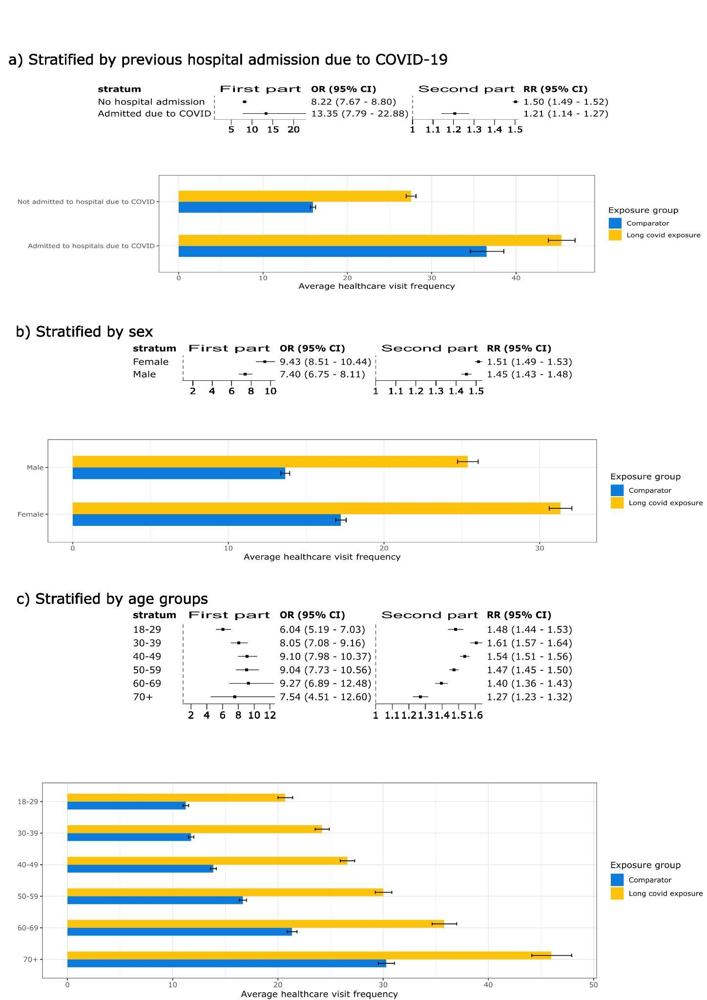 a) Stratified by previous hospital admission due to COVID-19
stratum First part OR (95% CI) Second part RR (95% CI)
No hospital admission 8.22 (7.67 - 8.80) 1.50 (1.49 - 1.52)
Admitted due to COVID 13.35 (7.79 - 22.88) 1.21 (1.14 - 1.27)
5 10 15 20 1 1.1 1.2 1.3 1.4 1.5
Not admitted to hospital due to COVID
Admitted to hospitals due to COVID
0 10 20 30 40
Average healthcare visit frequency
Exposure group
Comparator
Long covid exposure
b) Stratified by sex
stratum First part OR (95% CI) Second part RR (95% CI)
Female 9.43 (8.51 - 10.44) 1.51 (1.49 - 1.53)
Male 7.40 (6.75 - 8.11) 1.45 (1.43 - 1.48)
2 4 6 8 10 1 1.1 1.2 1.3 1.4 1.5
Male
Female
0 10 20 30
Average healthcare visit frequency
Exposure group
Comparator
Long covid exposure
c) Stratified by age groups
stratum First part OR (95% CI) Second part RR (95% CI)
18-29 6.04 (5.19 - 7.03) 1.48 (1.44 - 1.53)
30-39 8.05 (7.08 - 9.16) 1.61 (1.57 - 1.64)
40-49 9.10 (7.98 - 10.37) 1.54 (1.51 - 1.56)
50-59 9.04 (7.73 - 10.56) 1.47 (1.45 - 1.50)
60-69 9.27 (6.89 - 12.48) 1.40 (1.36 - 1.43)
70+ 7.54 (4.51 - 12.60) 1.27 (1.23 - 1.32)
2 4 6 8 10 12 1 1.1 1.2 1.3 1.4 1.5 1.6
18-29
30-39
40-49
50-59
60-69
70+
0 10 20 30 40 50
Average healthcare visit frequency
Exposure group
Comparator
Long covid exposure